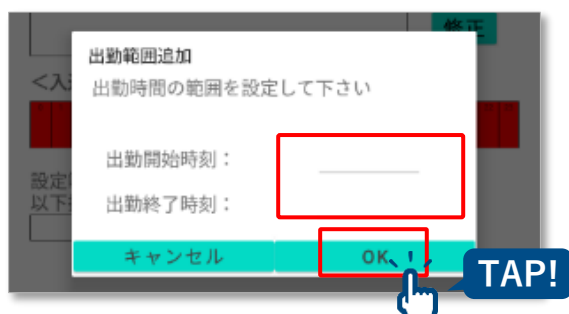 修正
出勤範囲追加
<入
出勤時間の範囲を設定して下さい
出勤開始時刻：
設定
以下
出勤終了時刻：
キャンセル
OK
TAP!